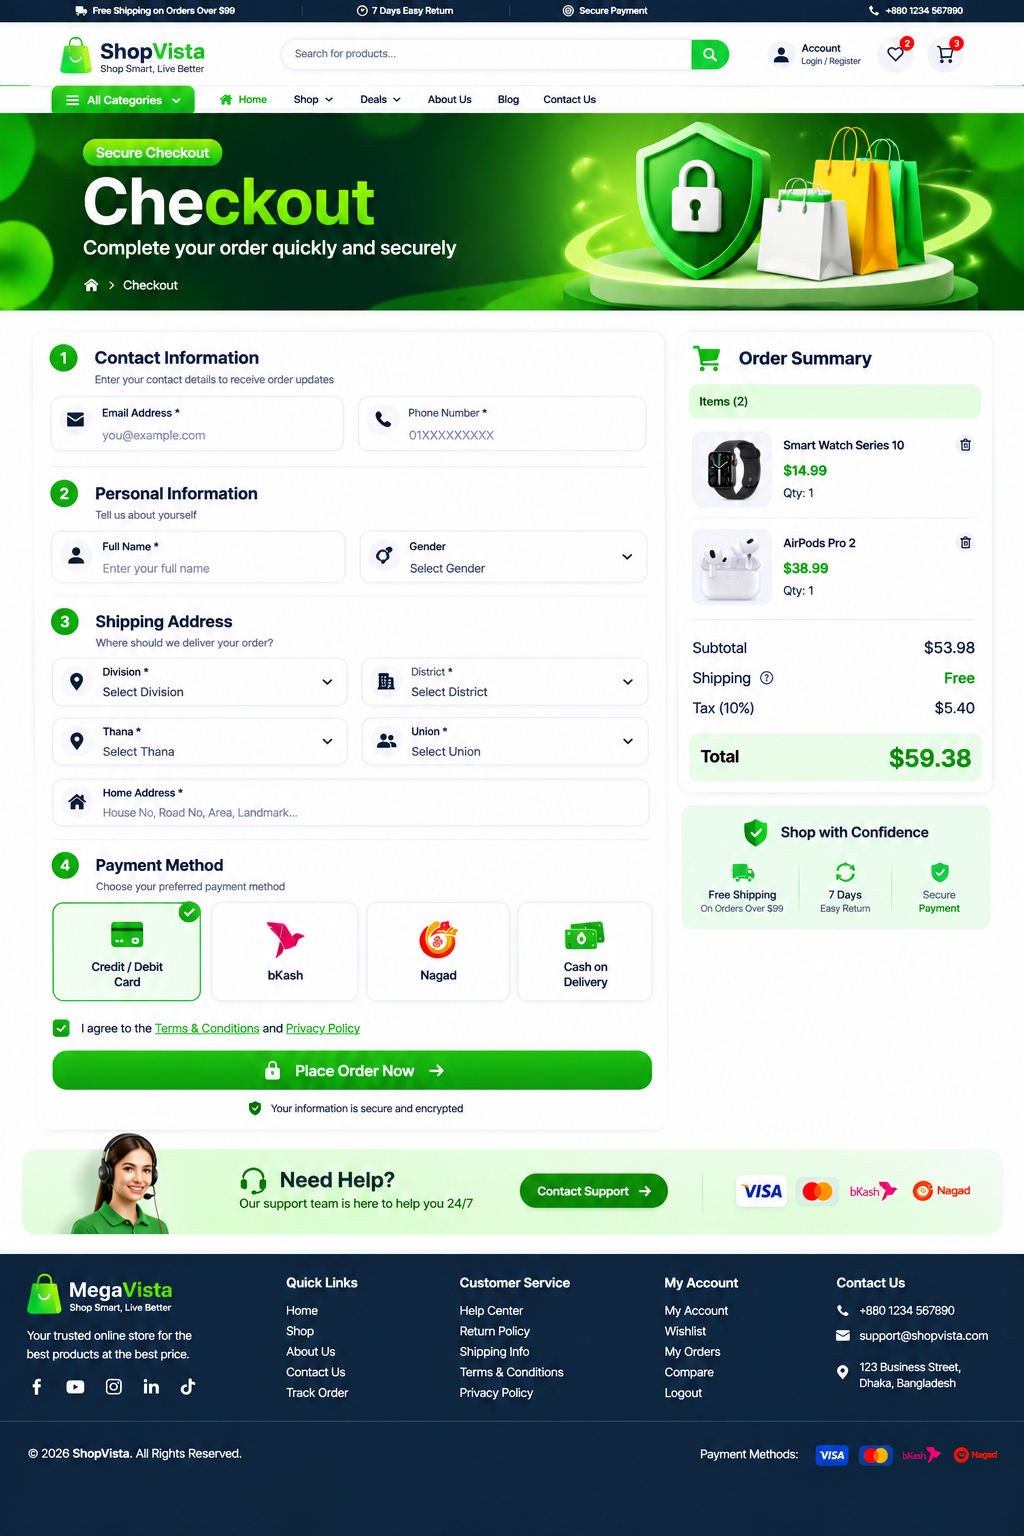 Free Shipping on Orders Over $99
7 Days Easy Return
Secure Payment
+880 1234 567890
ShopVista
Shop Smart, Live Better
Search for products...
Account
Login / Register
2
3
All Categories
Home
Shop
Deals
About Us
Blog
Contact Us
Secure Checkout
Checkout
Complete your order quickly and securely
Checkout
1
Contact Information
Enter your contact details to receive order updates
Email Address *
you@example.com
Phone Number *
01XXXXXXXXX
2
Personal Information
Tell us about yourself
Full Name *
Enter your full name
Gender
Select Gender
3
Shipping Address
Where should we deliver your order?
Division *
Select Division
District *
Select District
Thana *
Select Thana
Union *
Select Union
Home Address *
House No, Road No, Area, Landmark...
4
Payment Method
Choose your preferred payment method
Credit / Debit
Card
bKash
Nagad
Cash on
Delivery
I agree to the Terms & Conditions and Privacy Policy
Place Order Now
Your information is secure and encrypted
Order Summary
Items (2)
Smart Watch Series 10
$14.99
Qty: 1
AirPods Pro 2
$38.99
Qty: 1
Subtotal
$53.98
Shipping
?
Free
Tax (10%)
$5.40
Total
$59.38
Shop with Confidence
Free Shipping
On Orders Over $99
7 Days
Easy Return
Secure
Payment
Need Help?
Our support team is here to help you 24/7
Contact Support
VISA
bKash
Nagad
MegaVista
Shop Smart, Live Better
Your trusted online store for the
best products at the best price.
Quick Links
Home
Shop
About Us
Contact Us
Track Order
Customer Service
Help Center
Return Policy
Shipping Info
Terms & Conditions
Privacy Policy
My Account
My Account
Wishlist
My Orders
Compare
Logout
Contact Us
+880 1234 567890
support@shopvista.com
123 Business Street,
Dhaka, Bangladesh
© 2026 ShopVista. All Rights Reserved.
Payment Methods:
VISA
bKash
Nagad